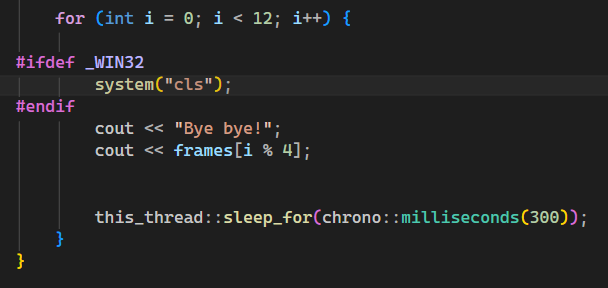 for (int i = 0; i < 12; i++) {
#ifdef _WIN32
system("cls");
#endif
cout << "Bye bye!";
cout << frames[i % 4];
this_thread::sleep_for(chrono::milliseconds(300));
}
}